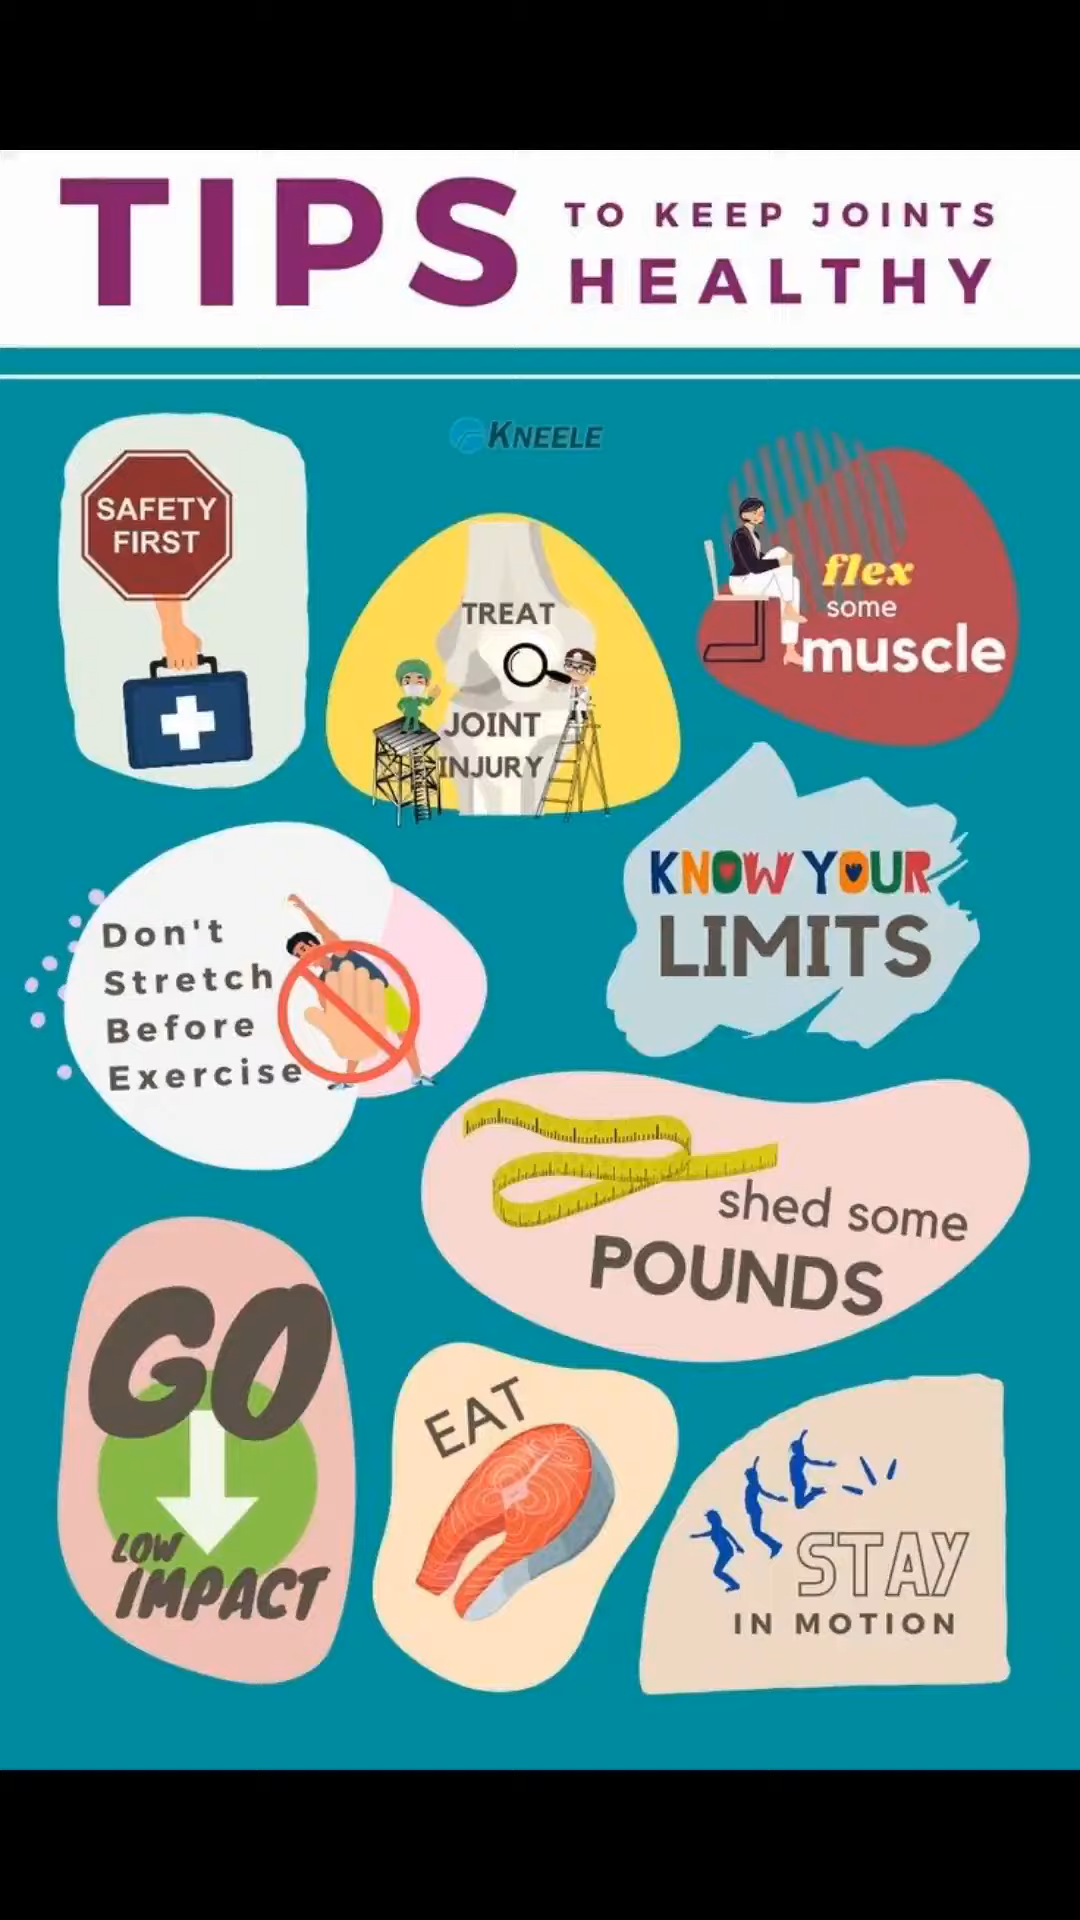 TIPS
TO KEEP JOINTS
HEALTHY
KNEELE
SAFETY
FIRST
TREAT
JOINT
INJURY
flex
some
muscle
Don't
Stretch
Before
Exercise
KNOW YOUR
LIMITS
shed some
POUNDS
GO
LOW
IMPACT
EAT
STAY
IN MOTION